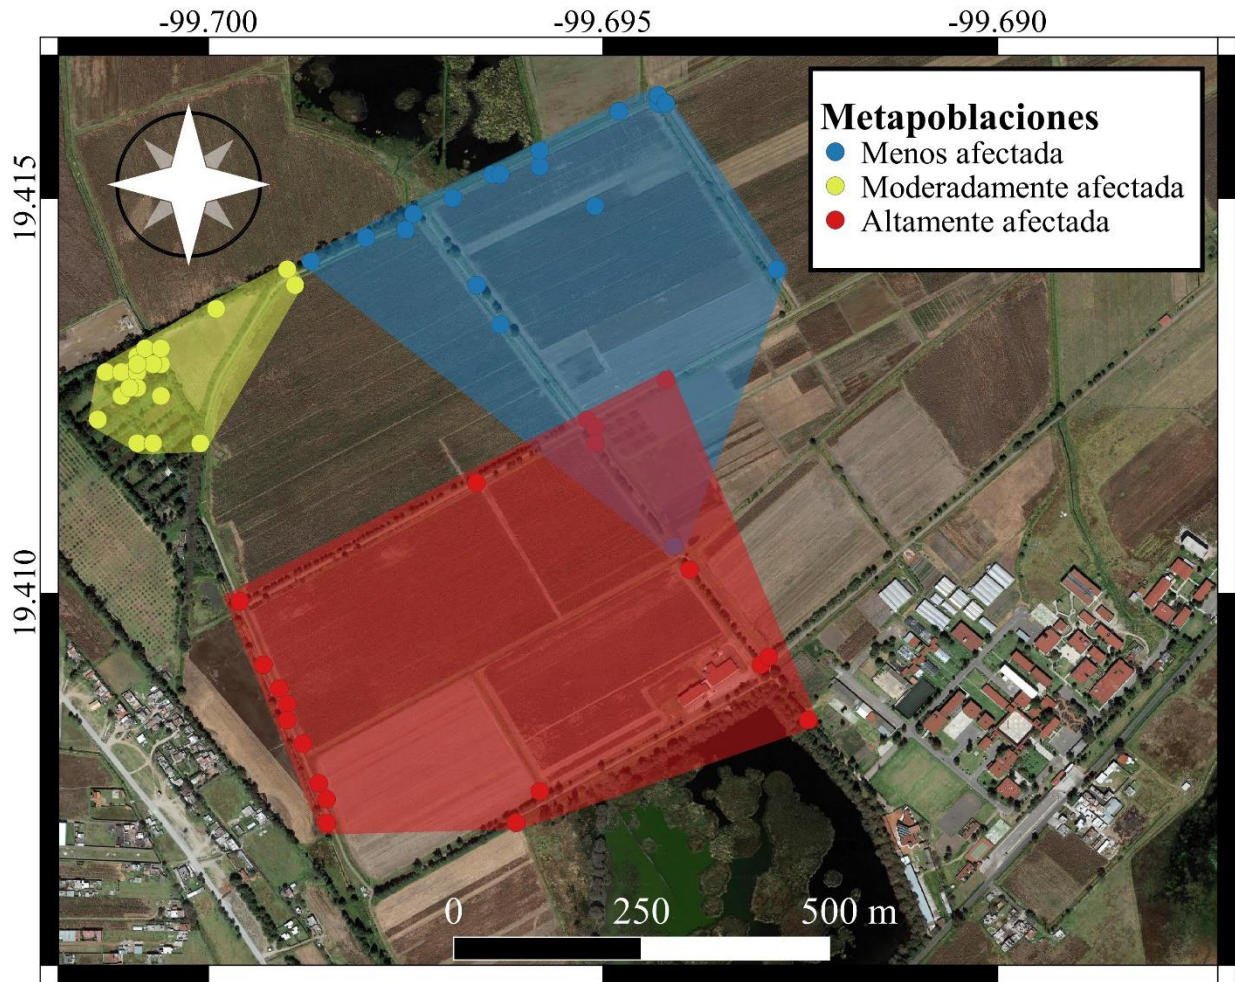 -99.700 -99.695 -99.690
Metapoblaciones
Menos afectada
Moderadamente afectada
Altamente afectada
19.415
19.410
0 250 500 m